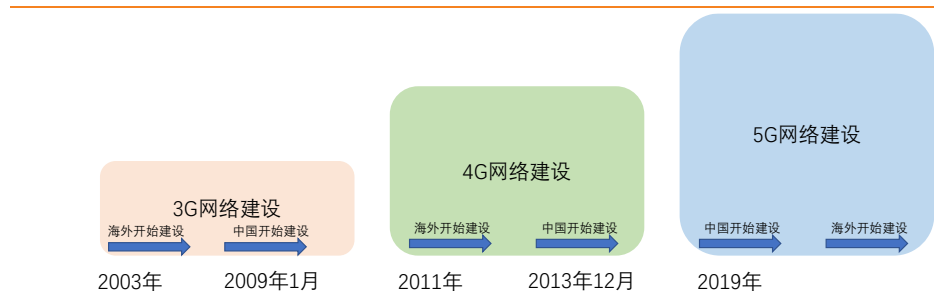 3G网络建设
海外开始建设
中国开始建设
2003年
2009年1月
4G网络建设
海外开始建设
中国开始建设
2011年
2013年12月
5G网络建设
中国开始建设
海外开始建设
2019年